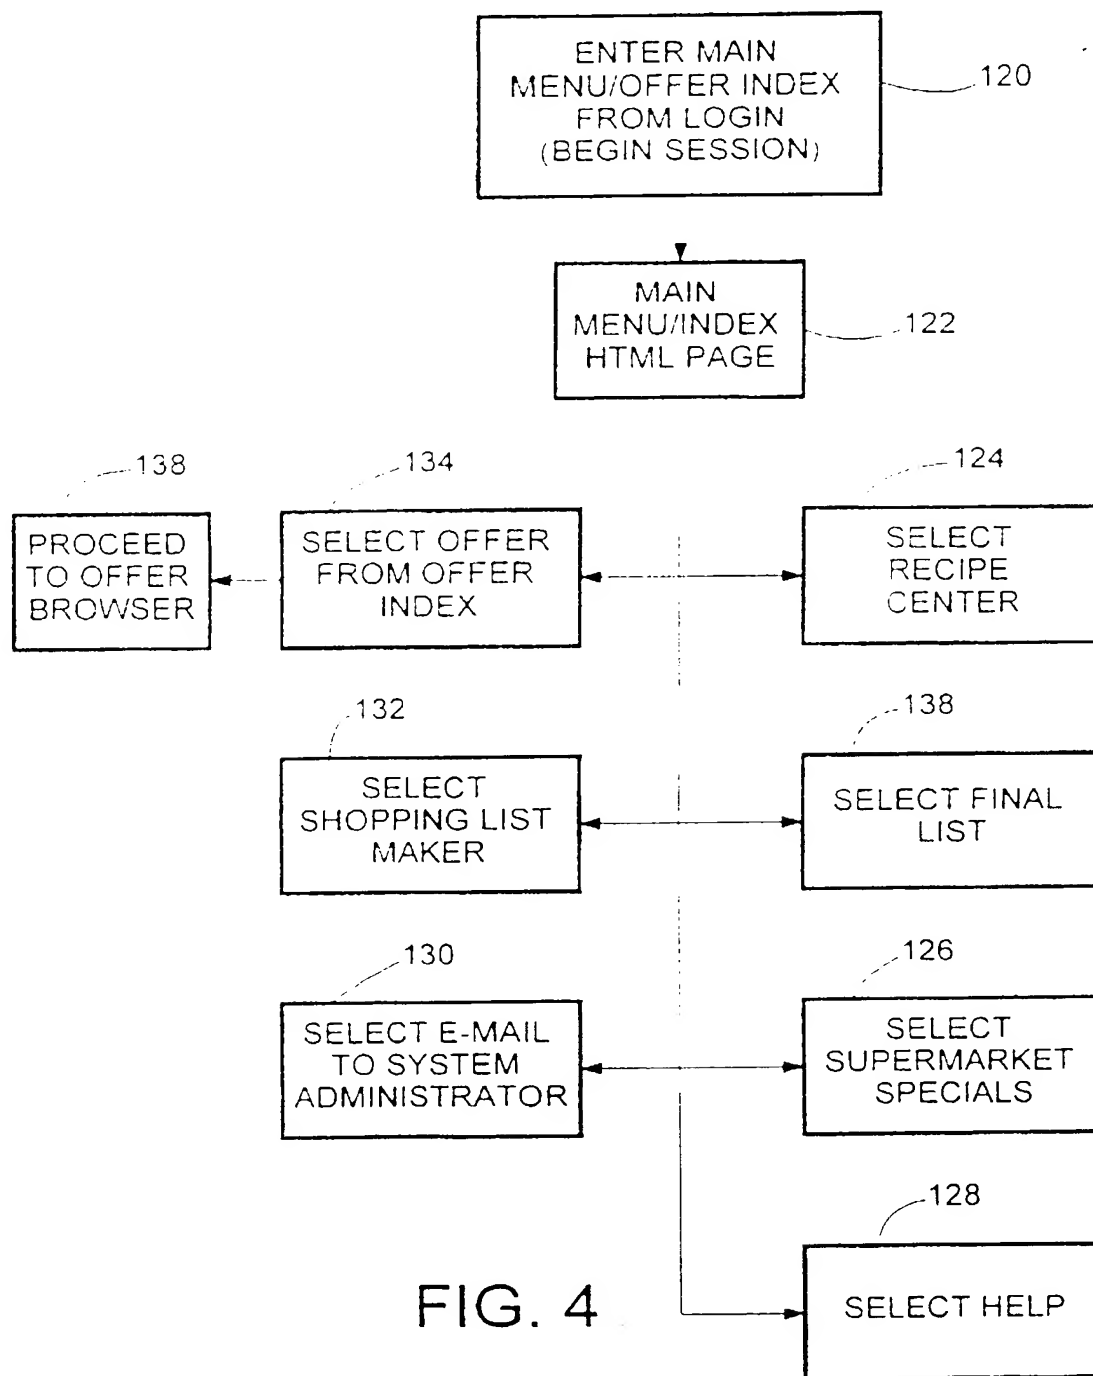 ENTER MAIN
MENU/OFFER INDEX
FROM LOGIN
(BEGIN SESSION)
120
MAIN
MENU/INDEX
HTML PAGE
122
138
PROCEED
TO OFFER
BROWSER
134
SELECT OFFER
FROM OFFER
INDEX
124
SELECT
RECIPE
CENTER
132
SELECT
SHOPPING LIST
MAKER
138
SELECT FINAL
LIST
130
SELECT E-MAIL
TO SYSTEM
ADMINISTRATOR
126
SELECT
SUPERMARKET
SPECIALS
128
SELECT HELP
FIG. 4